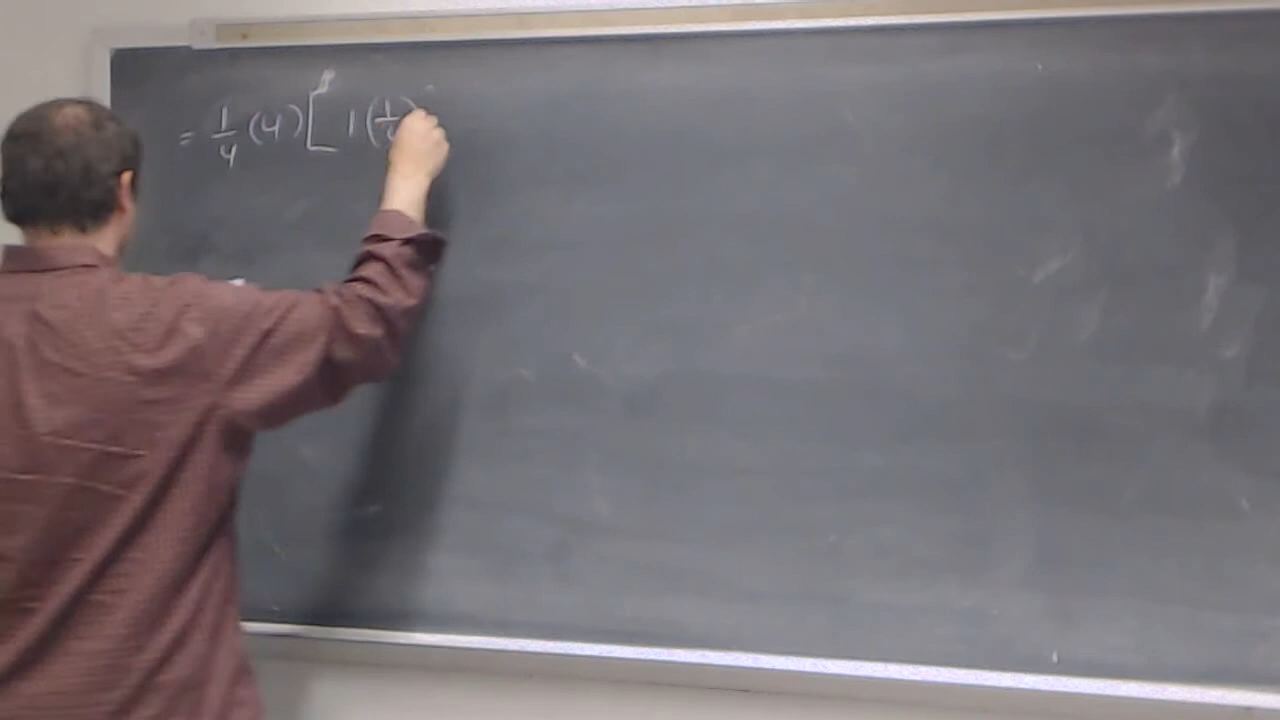 = 1/4 (4) [ 1 (1/